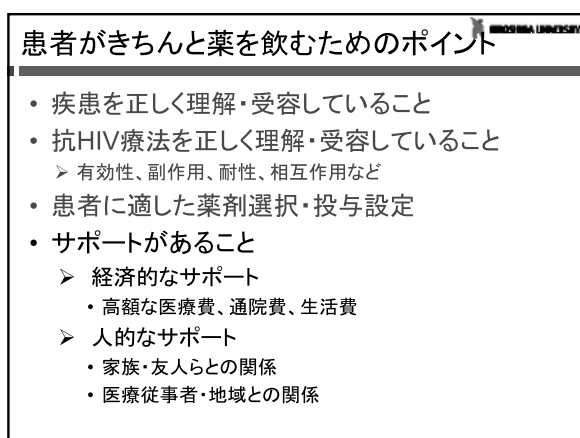 患者がきちんと薬を飲むためのポイント
HIROSHIMA UNIVERSITY
• 疾患を正しく理解・受容していること
• 抗HIV療法を正しく理解・受容していること
➢ 有効性、副作用、耐性、相互作用など
• 患者に適した薬剤選択・投与設定
• サポートがあること
➢ 経済的なサポート
• 高額な医療費、通院費、生活費
➢ 人的なサポート
• 家族・友人らとの関係
• 医療従事者・地域との関係